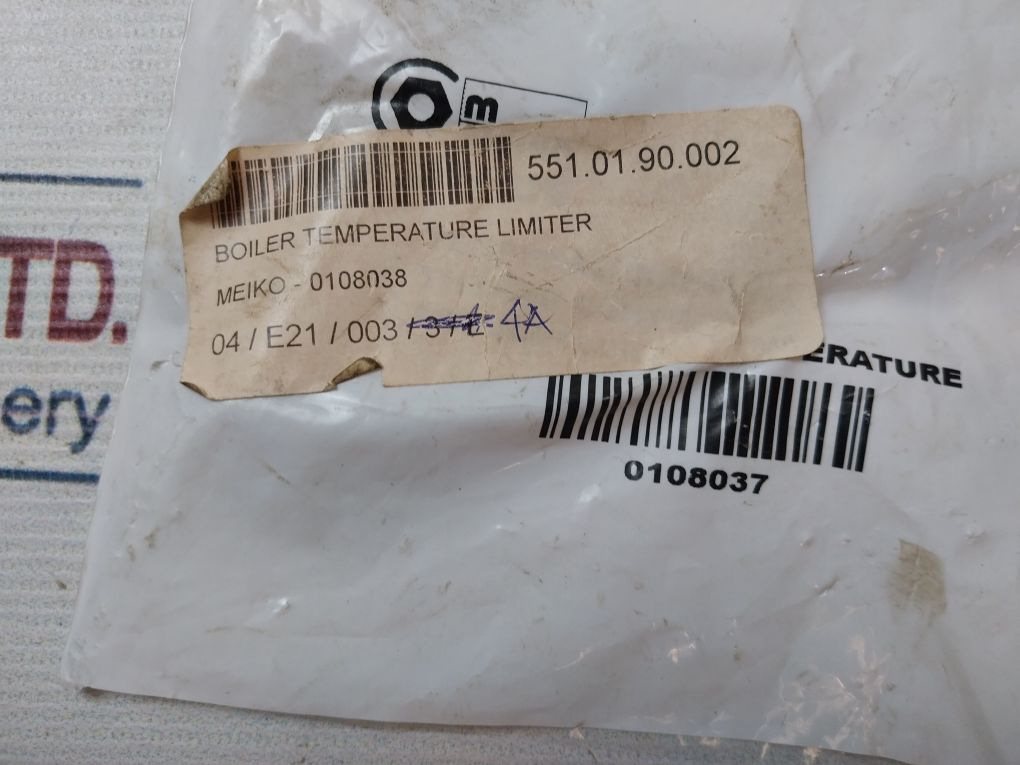 m
551.01.90.002
BOILER TEMPERATURE LIMITER
MEIKO - 0108038
04 / E21 / 003 4A
ERATURE
0108037
TD.
ery